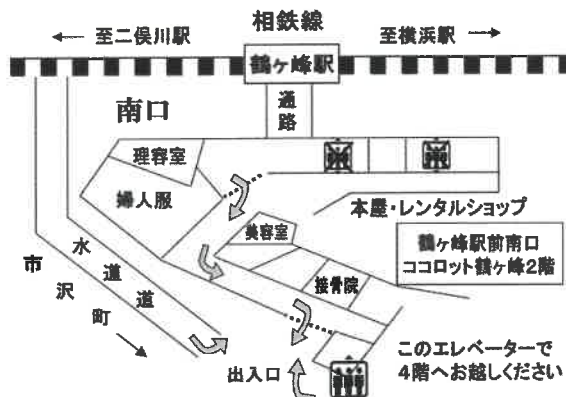 相鉄線
← 至二俣川駅
至横浜駅 →
鶴ヶ峰駅
通路
南口
理容室
婦人服
本屋・レンタルショップ
美容室
鶴ヶ峰駅前南口
ココロット鶴ヶ峰2階
水道道
市沢町
接骨院
このエレベーターで
4階へお越しください
出入口